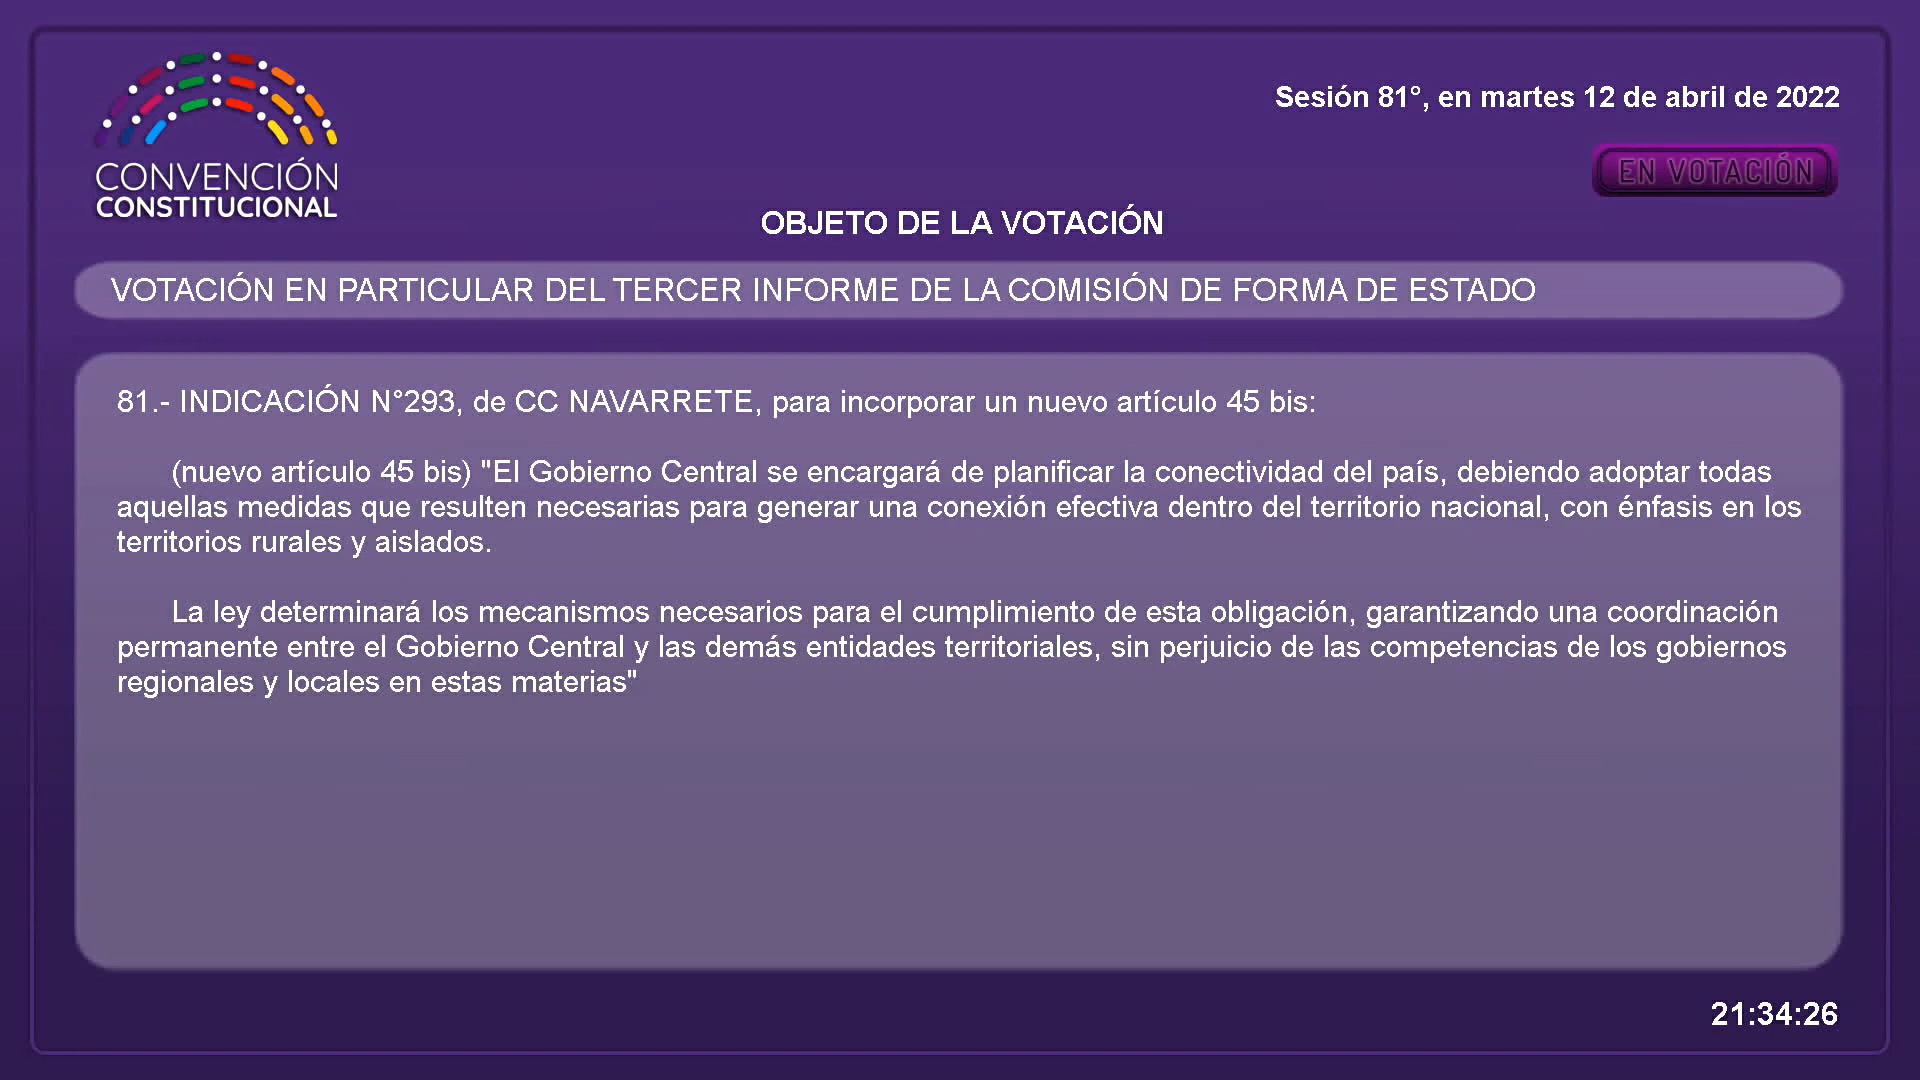 CONVENCIÓN
CONSTITUCIONAL
Sesión 81°, en martes 12 de abril de 2022
EN VOTACIÓN
OBJETO DE LA VOTACIÓN
VOTACIÓN EN PARTICULAR DEL TERCER INFORME DE LA COMISIÓN DE FORMA DE ESTADO
81.- INDICACIÓN N°293, de CC NAVARRETE, para incorporar un nuevo artículo 45 bis:
(nuevo artículo 45 bis) "El Gobierno Central se encargará de planificar la conectividad del país, debiendo adoptar todas
aquellas medidas que resulten necesarias para generar una conexión efectiva dentro del territorio nacional, con énfasis en los
territorios rurales y aislados.
La ley determinará los mecanismos necesarios para el cumplimiento de esta obligación, garantizando una coordinación
permanente entre el Gobierno Central y las demás entidades territoriales, sin perjuicio de las competencias de los gobiernos
regionales y locales en estas materias"
21:34:26